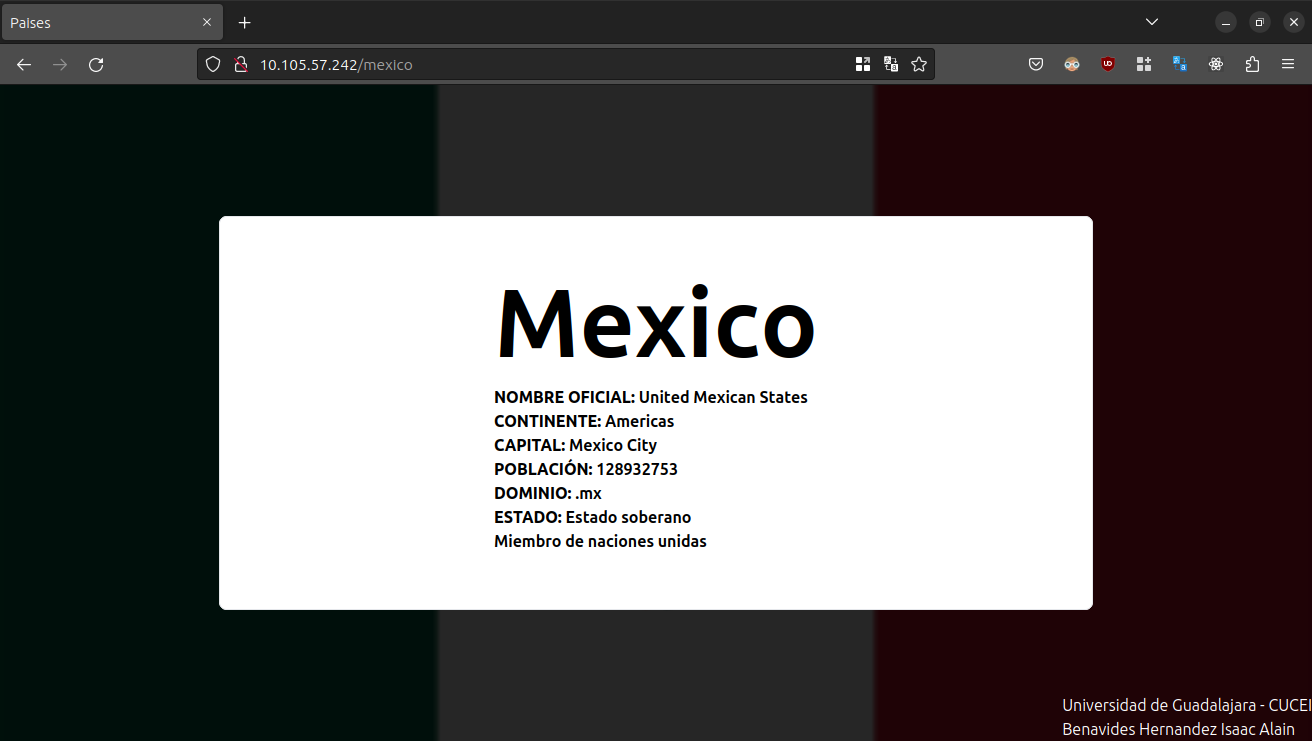 Paises
10.105.57.242/mexico
Mexico
NOMBRE OFICIAL: United Mexican States
CONTINENTE: Americas
CAPITAL: Mexico City
POBLACIÓN: 128932753
DOMINIO: .mx
ESTADO: Estado soberano
Miembro de naciones unidas
Universidad de Guadalajara - CUCEI
Benavides Hernandez Isaac Alain